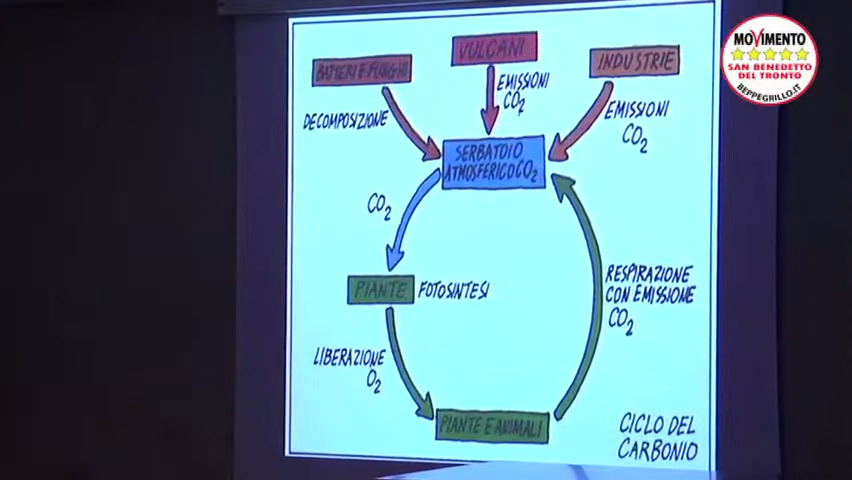 MOVIMENTO
SAN BENEDETTO
DEL TRONTO
BEPPEGRILLO.IT
BATTERI E FUNGHI
VULCANI
INDUSTRIE
DECOMPOSIZIONE
EMISSIONI
CO2
EMISSIONI
CO2
SERBATOIO
ATMOSFERICO CO2
CO2
PIANTE
FOTOSINTESI
RESPIRAZIONE
CON EMISSIONE
CO2
LIBERAZIONE
O2
PIANTE E ANIMALI
CICLO DEL
CARBONIO